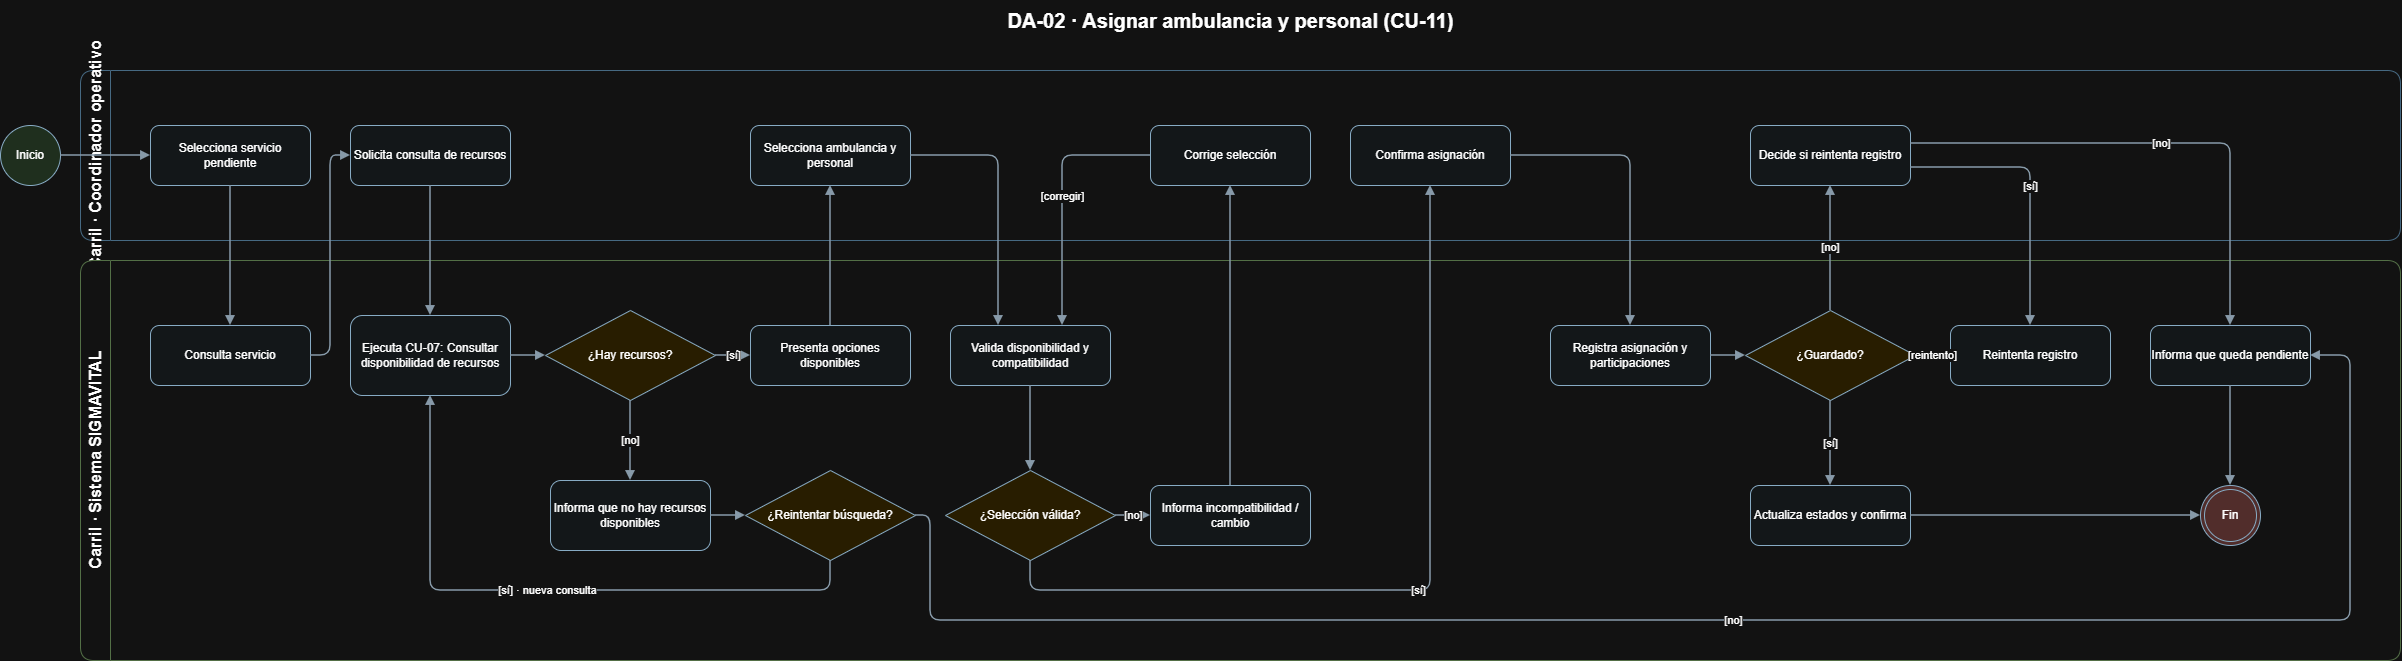 DA-02 · Asignar ambulancia y personal (CU-11)
Carril · Coordinador operativo
Inicio
Selecciona servicio
pendiente
Solicita consulta de recursos
Selecciona ambulancia y
personal
Corrige selección
Confirma asignación
Decide si reintenta registro
[no]
[sí]
[corregir]
[no]
Carril · Sistema SIGMAVITAL
Consulta servicio
Ejecuta CU-07: Consultar
disponibilidad de recursos
¿Hay recursos?
[sí]
Presenta opciones
disponibles
Valida disponibilidad y
compatibilidad
Registra asignación y
participaciones
¿Guardado?
[reintento]
Reintenta registro
Informa que queda pendiente
[no]
[sí]
Informa que no hay recursos
disponibles
¿Reintentar búsqueda?
¿Selección válida?
[no]
Informa incompatibilidad /
cambio
Actualiza estados y confirma
Fin
[sí] · nueva consulta
[sí]
[no]